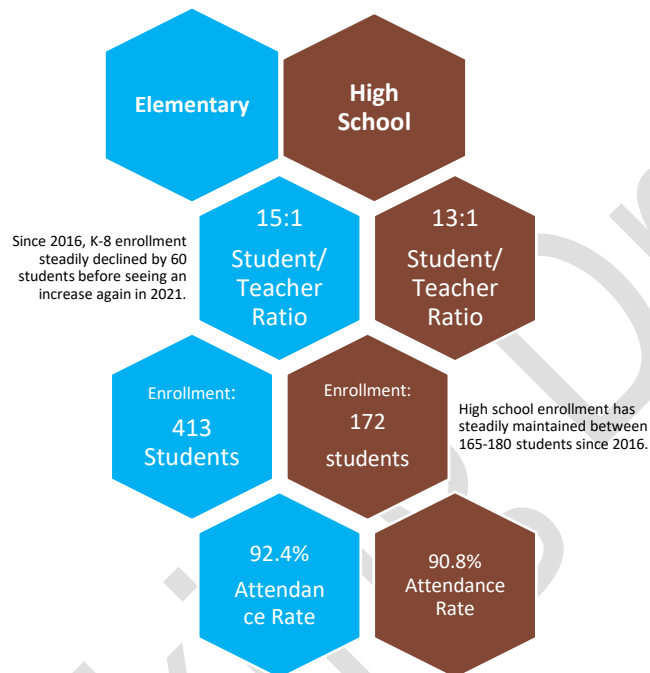 Elementary
High
School
Since 2016, K-8 enrollment
steadily declined by 60
students before seeing an
increase again in 2021.
15:1
Student/
Teacher
Ratio
13:1
Student/
Teacher
Ratio
Enrollment:
413
Students
Enrollment:
172
students
High school enrollment has
steadily maintained between
165-180 students since 2016.
92.4%
Attendan
ce Rate
90.8%
Attendance
Rate